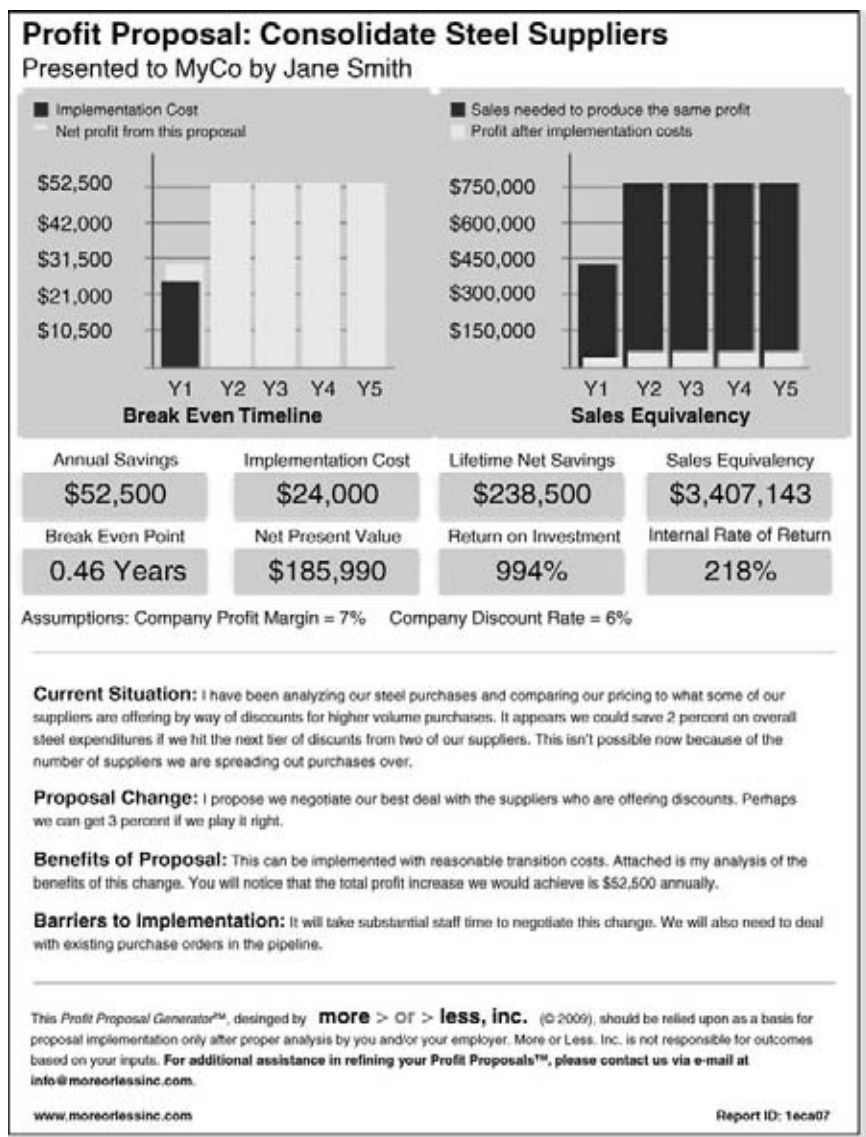 Profit Proposal: Consolidate Steel Suppliers
Presented to MyCo by Jane Smith
Implementation Cost
Net profit from this proposal
$52,500
$42,000
$31,500
$21,000
$10,500
Y1 Y2 Y3 Y4 Y5
Break Even Timeline
Sales needed to produce the same profit
Profit after implementation costs
$750,000
$600,000
$450,000
$300,000
$150,000
Y1 Y2 Y3 Y4 Y5
Sales Equivalency
Annual Savings Implementation Cost Lifetime Net Savings Sales Equivalency
$52,500 $24,000 $238,500 $3,407,143
Break Even Point Net Present Value Return on Investment Internal Rate of Return
0.46 Years $185,990 994% 218%
Assumptions: Company Profit Margin = 7% Company Discount Rate = 6%
Current Situation: I have been analyzing our steel purchases and comparing our pricing to what some of our
suppliers are offering by way of discounts for higher volume purchases. It appears we could save 2 percent on overall
steel expenditures if we hit the next tier of discunts from two of our suppliers. This isn't possible now because of the
number of suppliers we are spreading out purchases over.
Proposal Change: I propose we negotiate our best deal with the suppliers who are offering discounts. Perhaps
we can get 3 percent if we play it right.
Benefits of Proposal: This can be implemented with reasonable transition costs. Attached is my analysis of the
benefits of this change. You will notice that the total profit increase we would achieve is $52,500 annually.
Barriers to Implementation: It will take substantial staff time to negotiate this change. We will also need to deal
with existing purchase orders in the pipeline.
This Profit Proposal Generator℠, desinged by more > or > less, inc. (© 2009), should be relied upon as a basis for
proposal implementation only after proper analysis by you and/or your employer. More or Less. Inc. is not responsible for outcomes
based on your inputs. For additional assistance in refining your Profit Proposals™, please contact us via e-mail at
info@moreorlessinc.com.
www.moreorlessinc.com Report ID: 1eca07